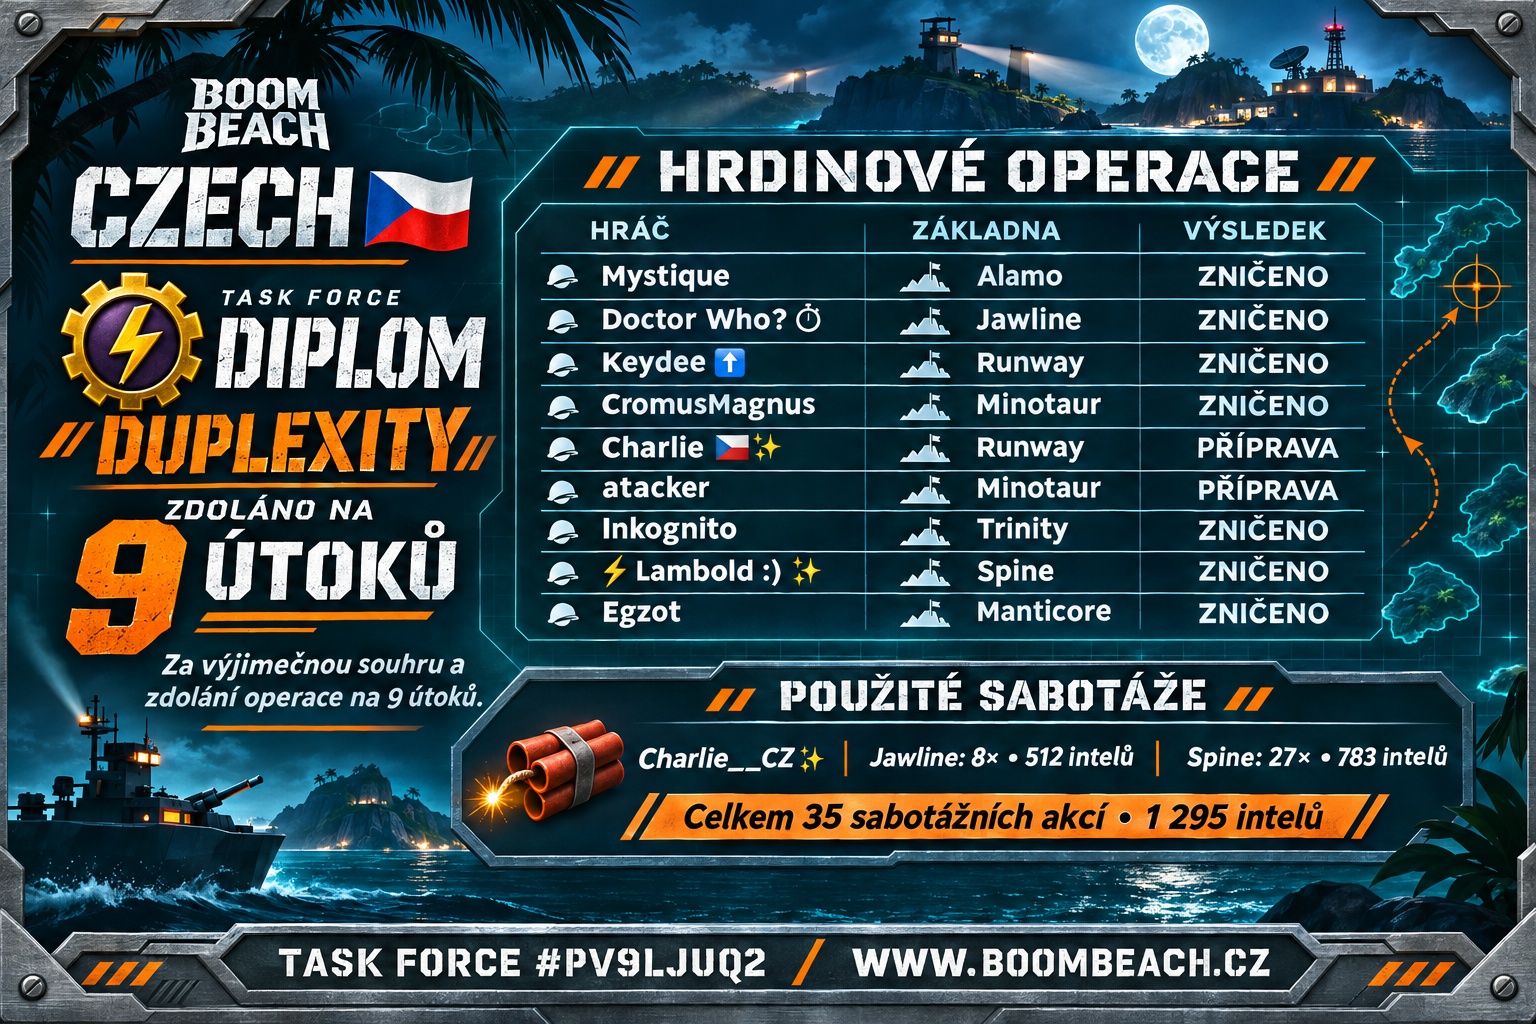 BOOM
BEACH
CZECH 🇨🇿
TASK FORCE
DIPLOM
// DUPLEXITY //
ZDOLÁNO NA
9 ÚTOKŮ
Za výjimečnou souhru a
zdolání operace na 9 útoků.
// HRDINOVÉ OPERACE //
HRÁČ ZÁKLADNA VÝSLEDEK
Mystique Alamo ZNIČENO
Doctor Who? ⏱ Jawline ZNIČENO
Keydee ⬆️ Runway ZNIČENO
CromusMagnus Minotaur ZNIČENO
Charlie 🇨🇿✨ Runway PŘÍPRAVA
atacker Minotaur PŘÍPRAVA
Inkognito Trinity ZNIČENO
⚡ Lambold :) ✨ Spine ZNIČENO
Egzot Manticore ZNIČENO
// POUŽITÉ SABOTÁŽE //
Charlie__CZ ✨ | Jawline: 8× • 512 intelů | Spine: 27× • 783 intelů
// Celkem 35 sabotážních akcí • 1 295 intelů //
TASK FORCE #PV9LJUQ2 / WWW.BOOMBEACH.CZ